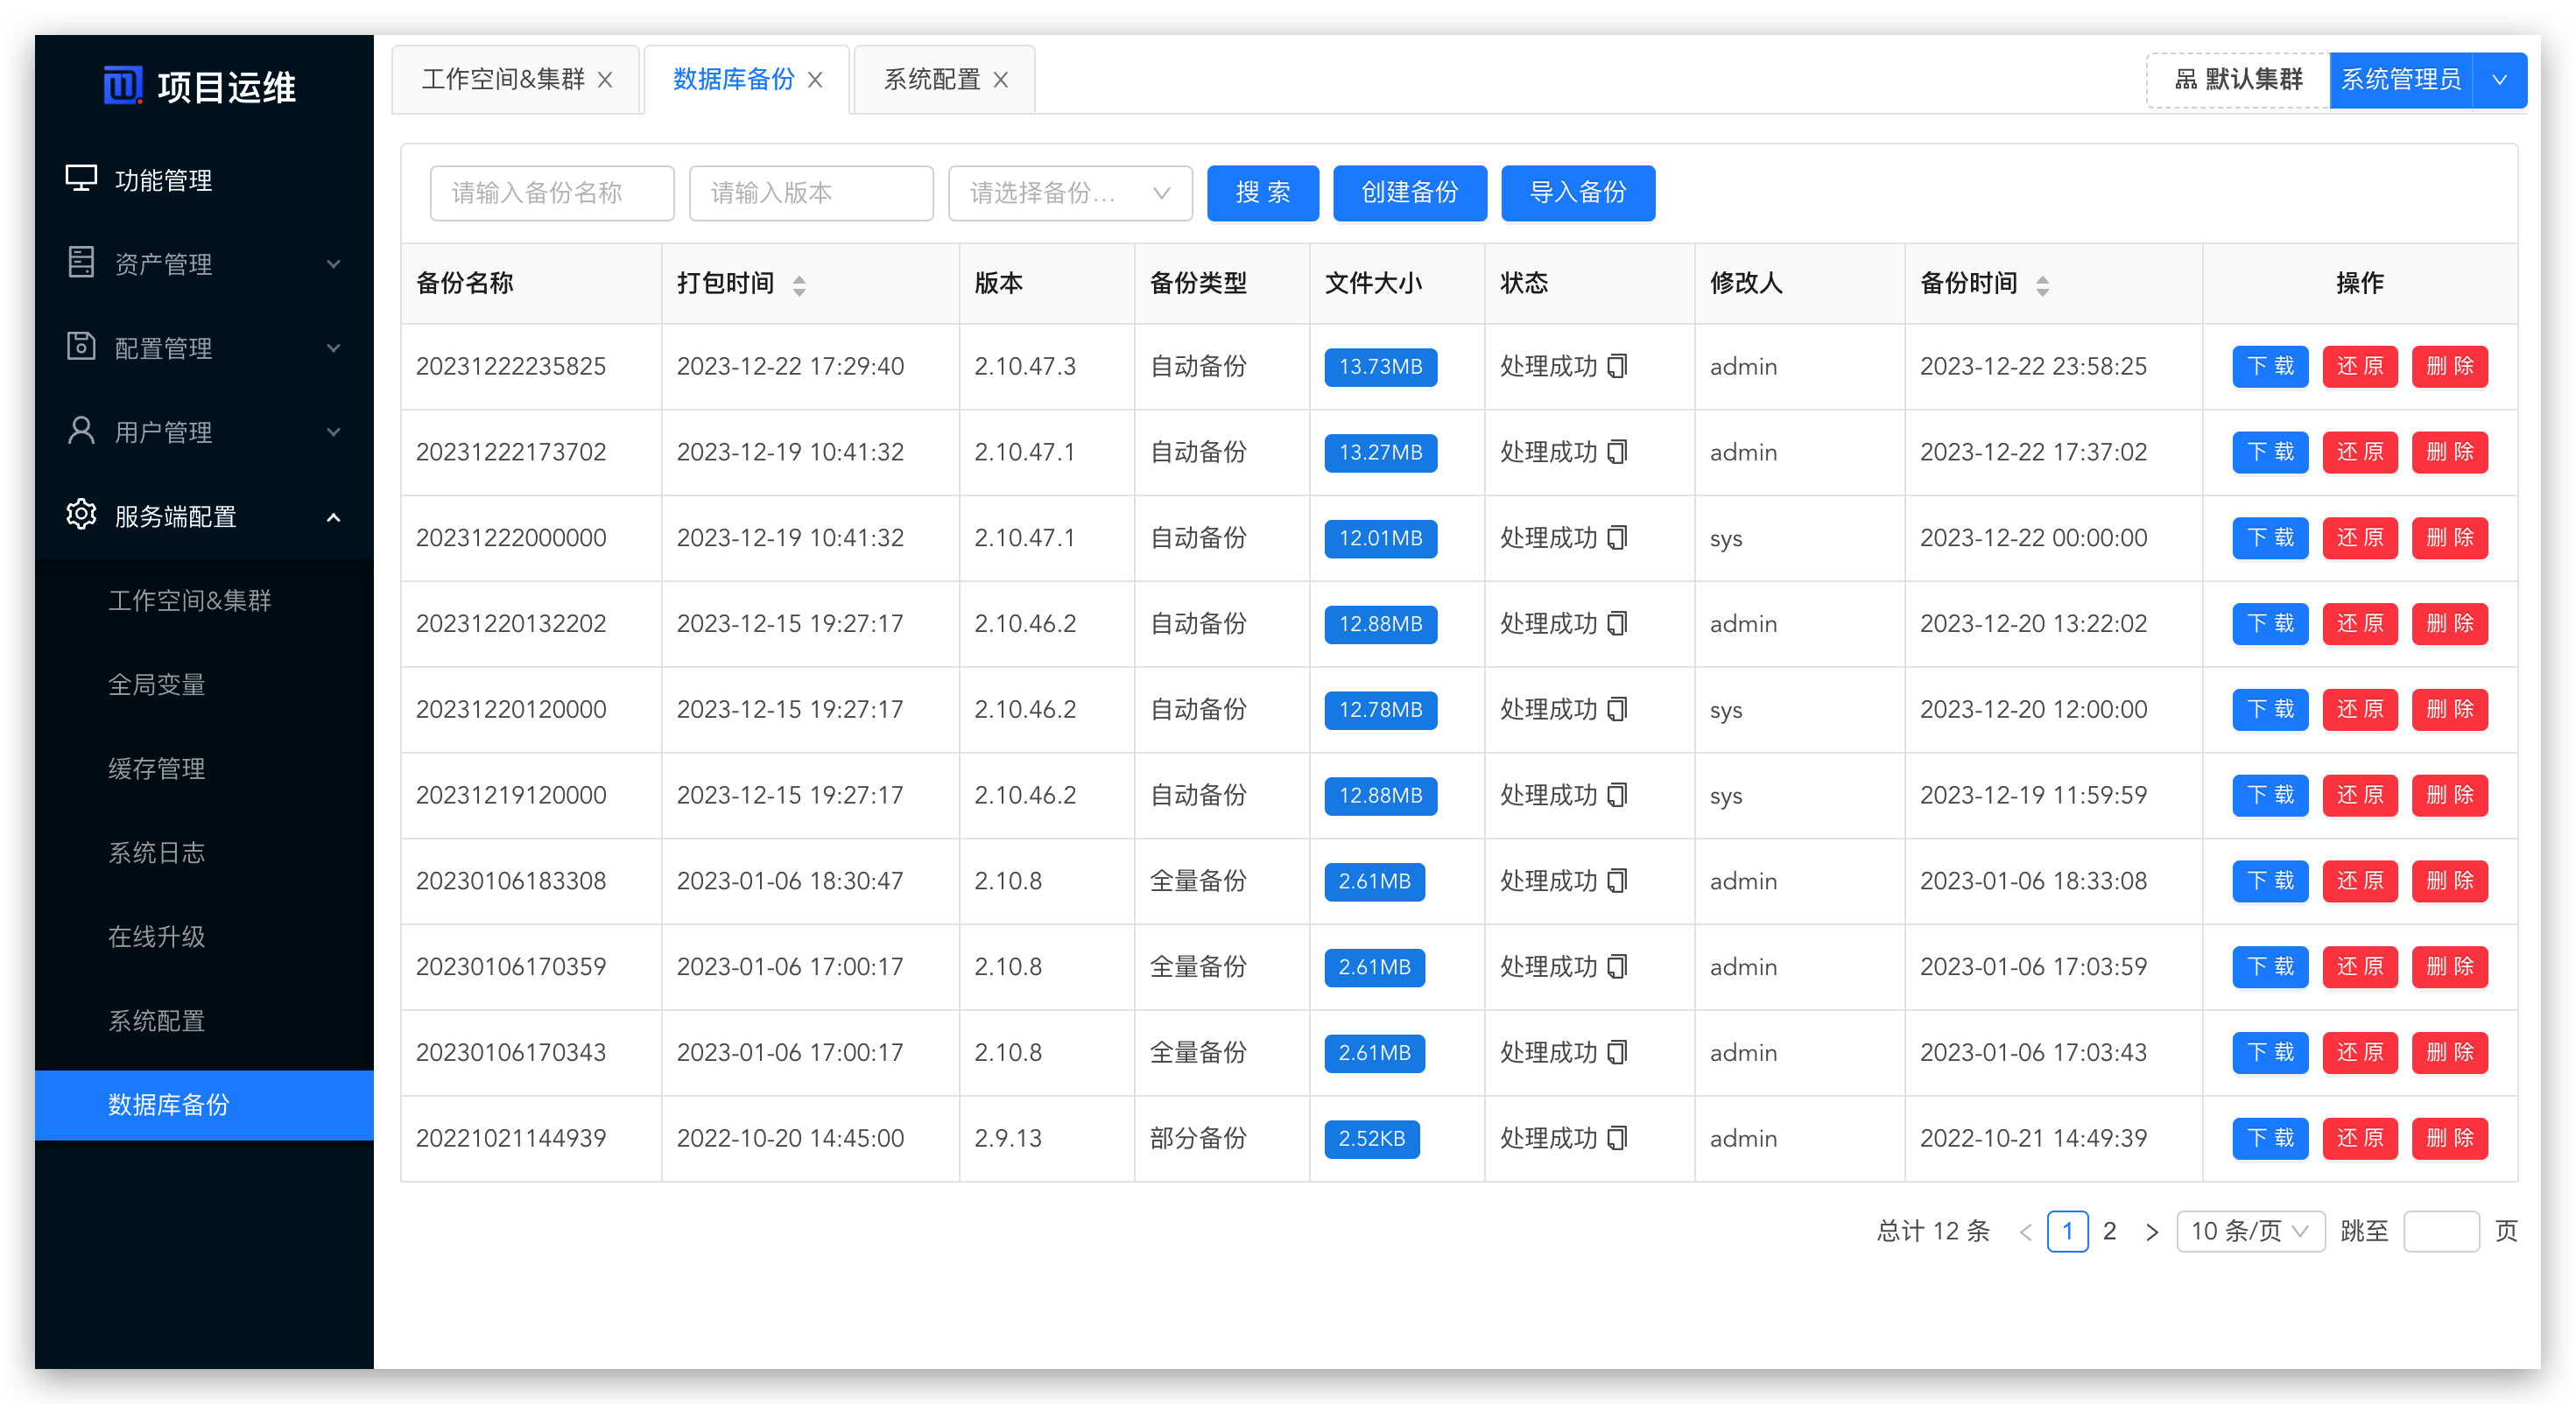 项目运维
功能管理
资产管理
配置管理
用户管理
服务端配置
工作空间&集群
全局变量
缓存管理
系统日志
在线升级
系统配置
数据库备份
工作空间&集群 数据库备份 系统配置 默认集群 系统管理员
请输入备份名称 请输入版本 请选择备份... 搜 索 创建备份 导入备份
备份名称 打包时间 版本 备份类型 文件大小 状态 修改人 备份时间 操作
20231222235825 2023-12-22 17:29:40 2.10.47.3 自动备份 13.73MB 处理成功 admin 2023-12-22 23:58:25 下 载 还 原 删 除
20231222173702 2023-12-19 10:41:32 2.10.47.1 自动备份 13.27MB 处理成功 admin 2023-12-22 17:37:02 下 载 还 原 删 除
20231222000000 2023-12-19 10:41:32 2.10.47.1 自动备份 12.01MB 处理成功 sys 2023-12-22 00:00:00 下 载 还 原 删 除
20231220132202 2023-12-15 19:27:17 2.10.46.2 自动备份 12.88MB 处理成功 admin 2023-12-20 13:22:02 下 载 还 原 删 除
20231220120000 2023-12-15 19:27:17 2.10.46.2 自动备份 12.78MB 处理成功 sys 2023-12-20 12:00:00 下 载 还 原 删 除
20231219120000 2023-12-15 19:27:17 2.10.46.2 自动备份 12.88MB 处理成功 sys 2023-12-19 11:59:59 下 载 还 原 删 除
20230106183308 2023-01-06 18:30:47 2.10.8 全量备份 2.61MB 处理成功 admin 2023-01-06 18:33:08 下 载 还 原 删 除
20230106170359 2023-01-06 17:00:17 2.10.8 全量备份 2.61MB 处理成功 admin 2023-01-06 17:03:59 下 载 还 原 删 除
20230106170343 2023-01-06 17:00:17 2.10.8 全量备份 2.61MB 处理成功 admin 2023-01-06 17:03:43 下 载 还 原 删 除
20221021144939 2022-10-20 14:45:00 2.9.13 部分备份 2.52KB 处理成功 admin 2022-10-21 14:49:39 下 载 还 原 删 除
总计 12 条 1 2 10 条/页 跳至 页